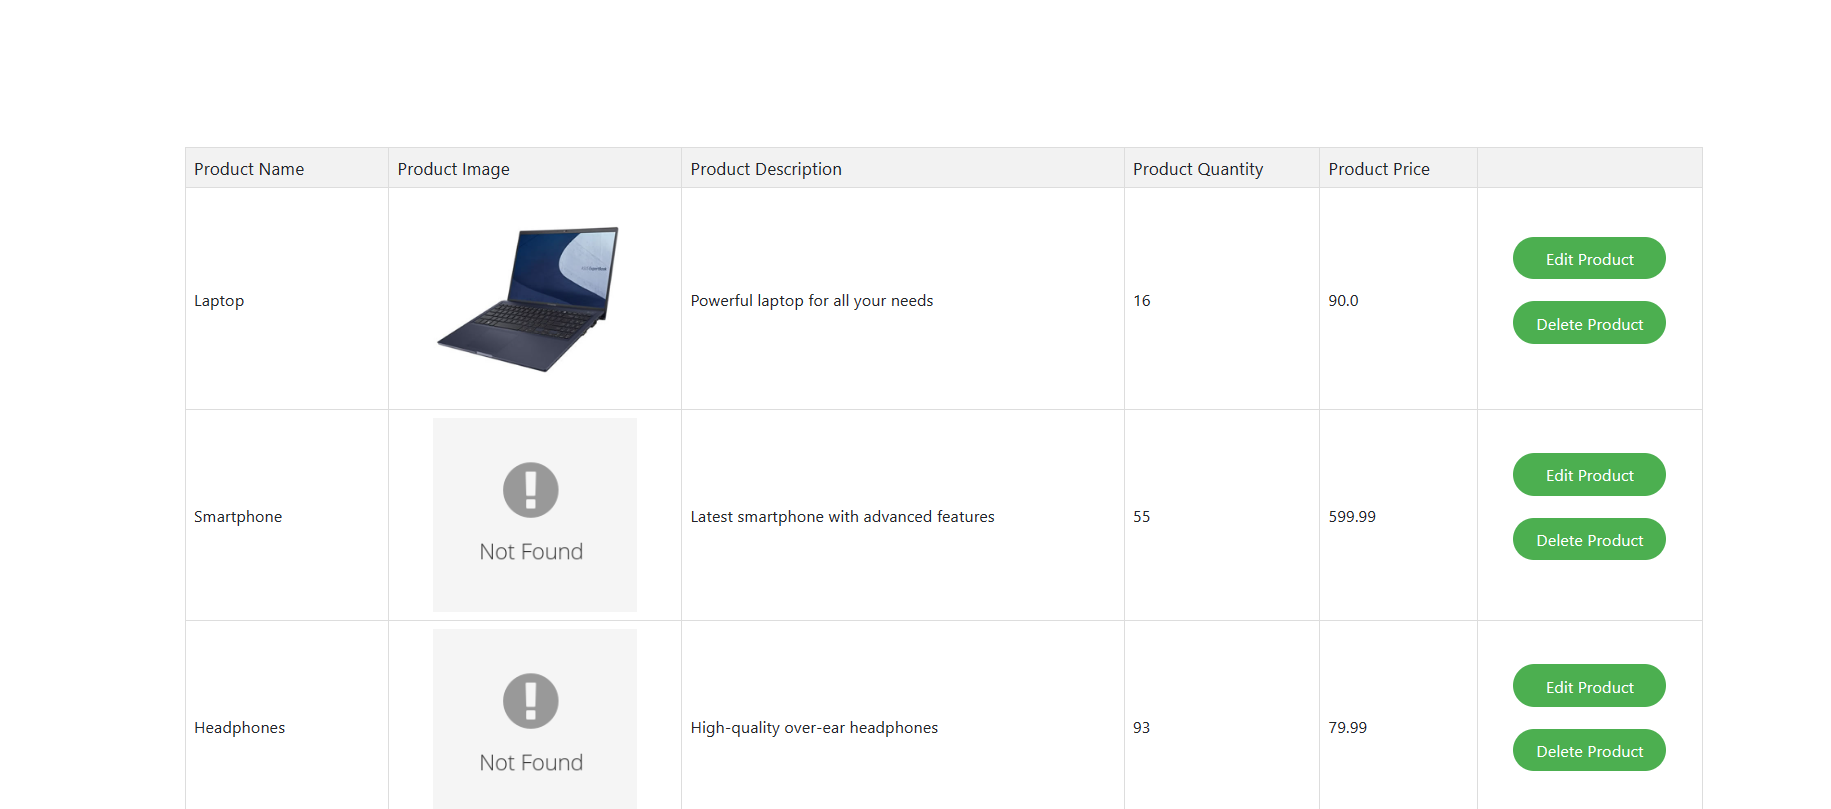 Product Name Product Image Product Description Product Quantity Product Price
Laptop Powerful laptop for all your needs 16 90.0 Edit Product
Delete Product
Smartphone Not Found Latest smartphone with advanced features 55 599.99 Edit Product
Delete Product
Headphones Not Found High-quality over-ear headphones 93 79.99 Edit Product
Delete Product